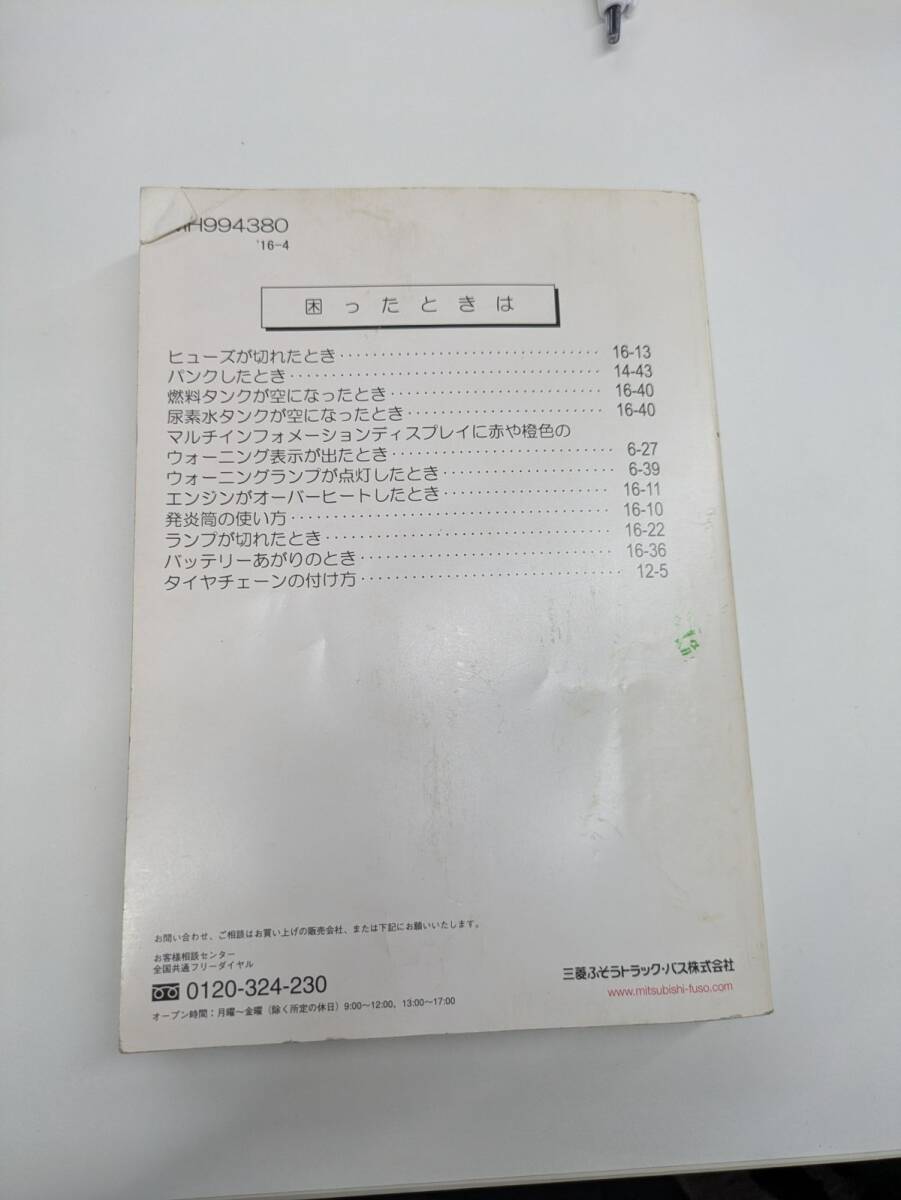 MH994380
'16-4
困ったときは
ヒューズが切れたとき 16-13
パンクしたとき 14-43
燃料タンクが空になったとき 16-40
尿素水タンクが空になったとき 16-40
マルチインフォメーションディスプレイに赤や橙色の
ウォーニング表示が出たとき 6-27
ウォーニングランプが点灯したとき 6-39
エンジンがオーバーヒートしたとき 16-11
発炎筒の使い方 16-10
ランプが切れたとき 16-22
バッテリーあがりのとき 16-36
タイヤチェーンの付け方 12-5
お問い合わせ、ご相談はお買い上げの販売会社、または下記にお願いいたします。
お客様相談センター
全国共通フリーダイヤル
0120-324-230
オープン時間：月曜〜金曜（除く所定の休日）9:00〜12:00，13:00〜17:00
三菱ふそうトラック・バス株式会社
www.mitsubishi-fuso.com